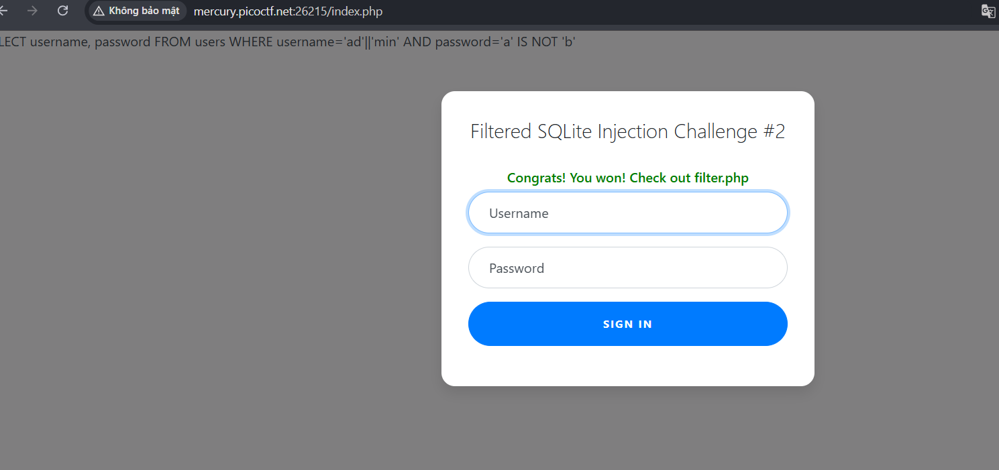 Không bảo mật mercury.picoctf.net:26215/index.php
LECT username, password FROM users WHERE username='ad'||'min' AND password='a' IS NOT 'b'
Filtered SQLite Injection Challenge #2
Congrats! You won! Check out filter.php
Username
Password
SIGN IN